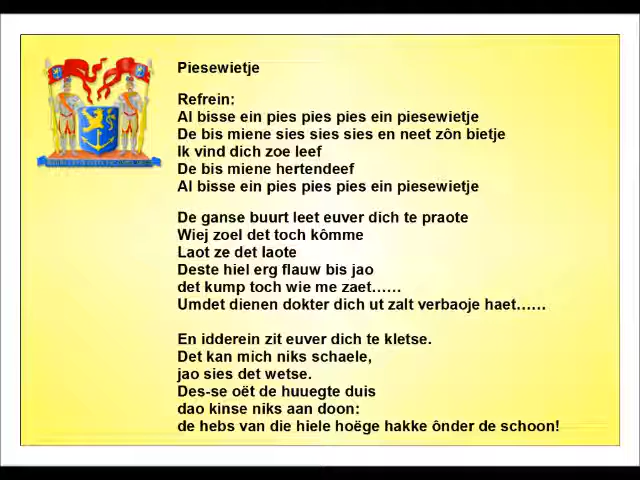 Piesewietje
Refrein:
Al bisse ein pies pies pies ein piesewietje
De bis miene sies sies sies en neet zôn bietje
Ik vind dich zoe leef
De bis miene hertendeef
Al bisse ein pies pies pies ein piesewietje
De ganse buurt leet euver dich te praote
Wiej zoel det toch kômme
Laot ze det laote
Deste hiel erg flauw bis jao
det kump toch wie me zaet……
Umdet dienen dokter dich ut zalt verbaoje haet……
En idderein zit euver dich te kletse.
Det kan mich niks schaele,
jao sies det wetse.
Des-se oët de huuegte duis
dao kinse niks aan doon:
de hebs van die hiele hoëge hakke ônder de schoon!